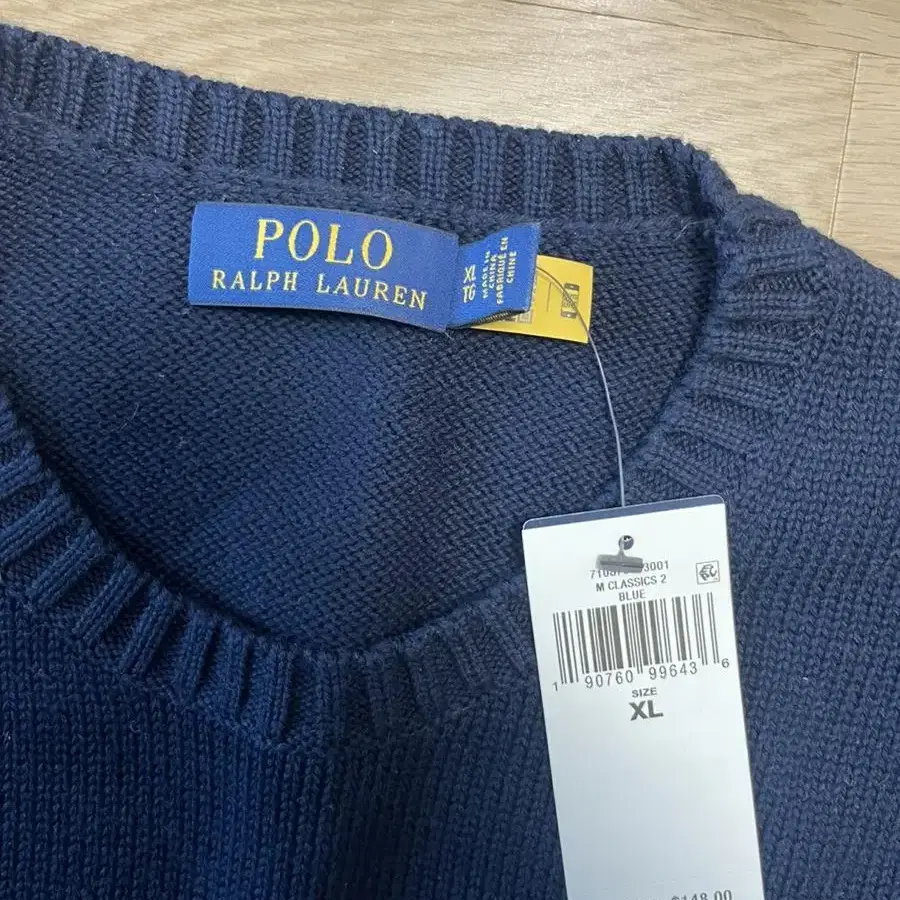 POLO
RALPH LAUREN
XL
TG
MADE IN
CHINA
FABRIQUÉ EN
CHINE
3001
M CLASSICS 2
BLUE
1 90760 99643 6
SIZE
XL
$148.00